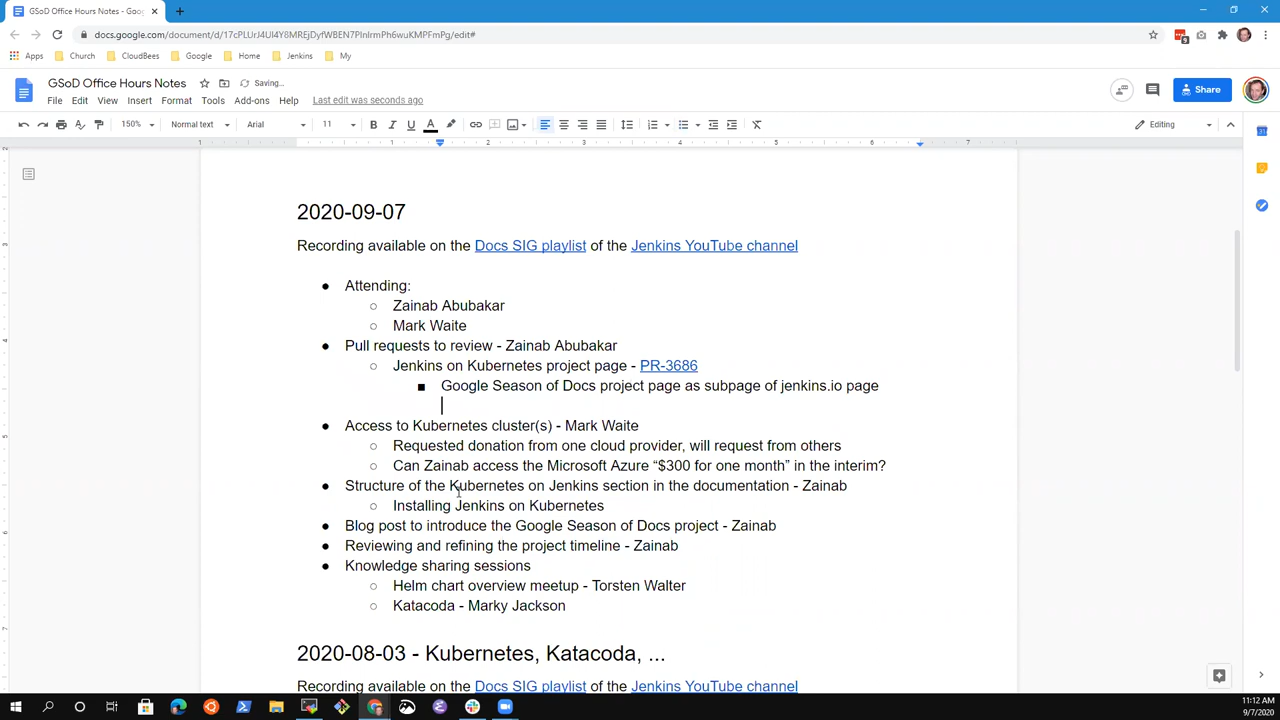 GSoD Office Hours Notes - Goog
docs.google.com/document/d/17cPLUrJ4UI4Y8MREjDyfWBEN7PInIrmPh6wuKMPFmPg/edit#
Apps Church CloudBees Google Home Jenkins My
GSoD Office Hours Notes Saving…
File Edit View Insert Format Tools Add-ons Help Last edit was seconds ago
Share
150% Normal text Arial 11 B I U A Editing
1 1 2 3 4 5 6 7
2020-09-07
Recording available on the Docs SIG playlist of the Jenkins YouTube channel
Attending:
Zainab Abubakar
Mark Waite
Pull requests to review - Zainab Abubakar
Jenkins on Kubernetes project page - PR-3686
Google Season of Docs project page as subpage of jenkins.io page
Access to Kubernetes cluster(s) - Mark Waite
Requested donation from one cloud provider, will request from others
Can Zainab access the Microsoft Azure “$300 for one month” in the interim?
Structure of the Kubernetes on Jenkins section in the documentation - Zainab
Installing Jenkins on Kubernetes
Blog post to introduce the Google Season of Docs project - Zainab
Reviewing and refining the project timeline - Zainab
Knowledge sharing sessions
Helm chart overview meetup - Torsten Walter
Katacoda - Marky Jackson
2020-08-03 - Kubernetes, Katacoda, ...
Recording available on the Docs SIG playlist of the Jenkins YouTube channel
11:12 AM
9/7/2020